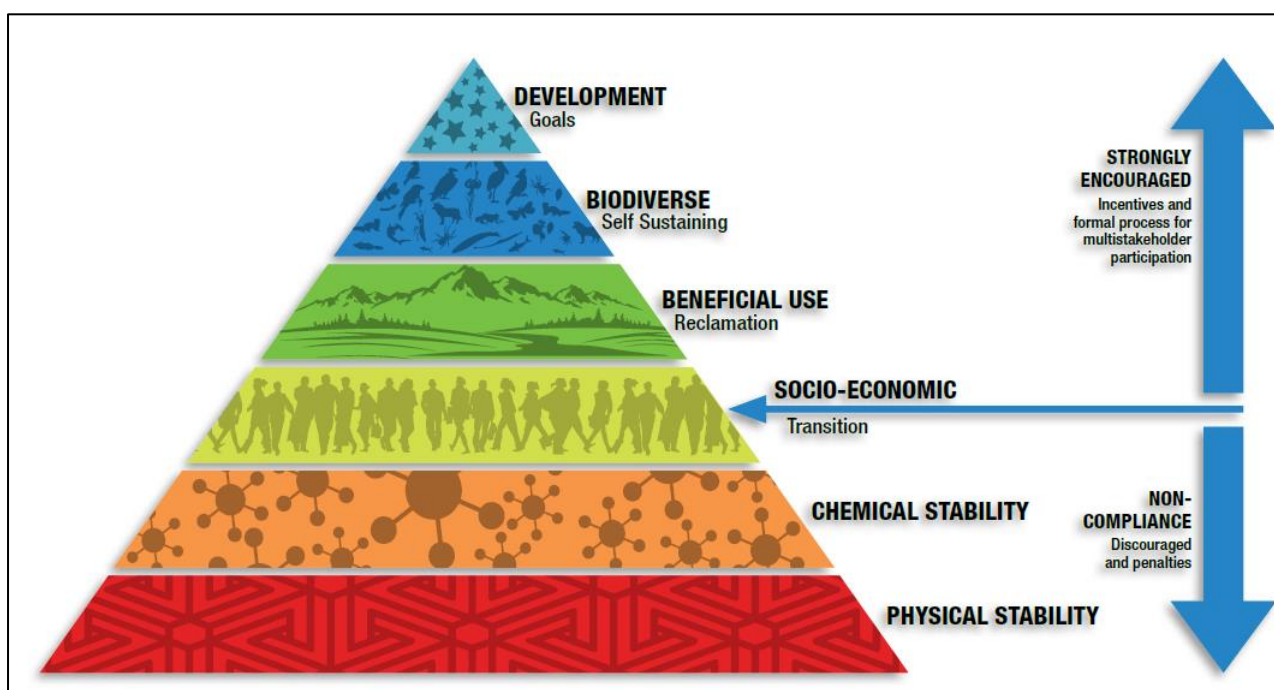 DEVELOPMENT
Goals
BIODIVERSE
Self Sustaining
BENEFICIAL USE
Reclamation
SOCIO-ECONOMIC
Transition
CHEMICAL STABILITY
PHYSICAL STABILITY
STRONGLY
ENCOURAGED
Incentives and
formal process for
multistakeholder
participation
NON-
COMPLIANCE
Discouraged
and penalties